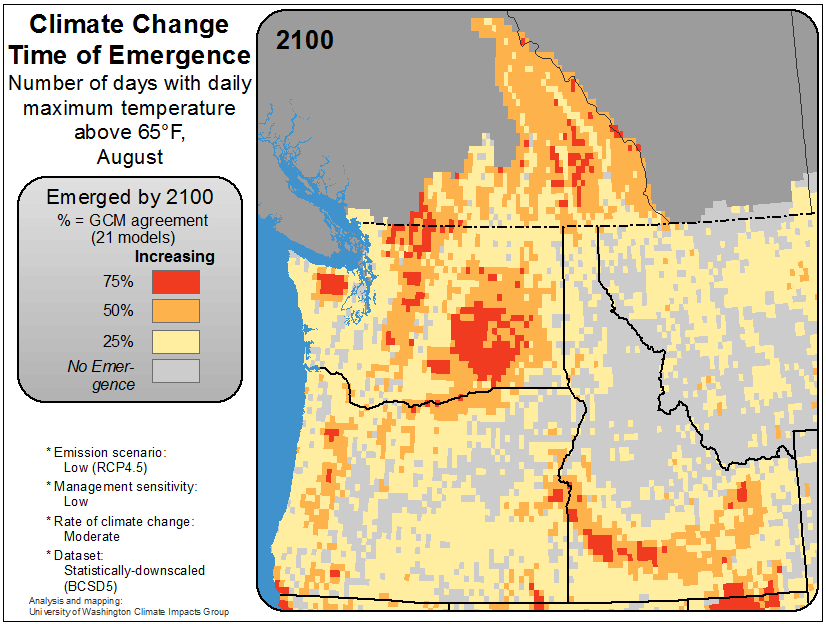 Climate Change
Time of Emergence
Number of days with daily
maximum temperature
above 65°F,
August
Emerged by 2100
% = GCM agreement
(21 models)
Increasing
75%
50%
25%
No Emer-
gence
* Emission scenario:
Low (RCP4.5)
* Management sensitivity:
Low
* Rate of climate change:
Moderate
* Dataset:
Statistically-downscaled
(BCSD5)
Analysis and mapping:
University of Washington Climate Impacts Group
2100